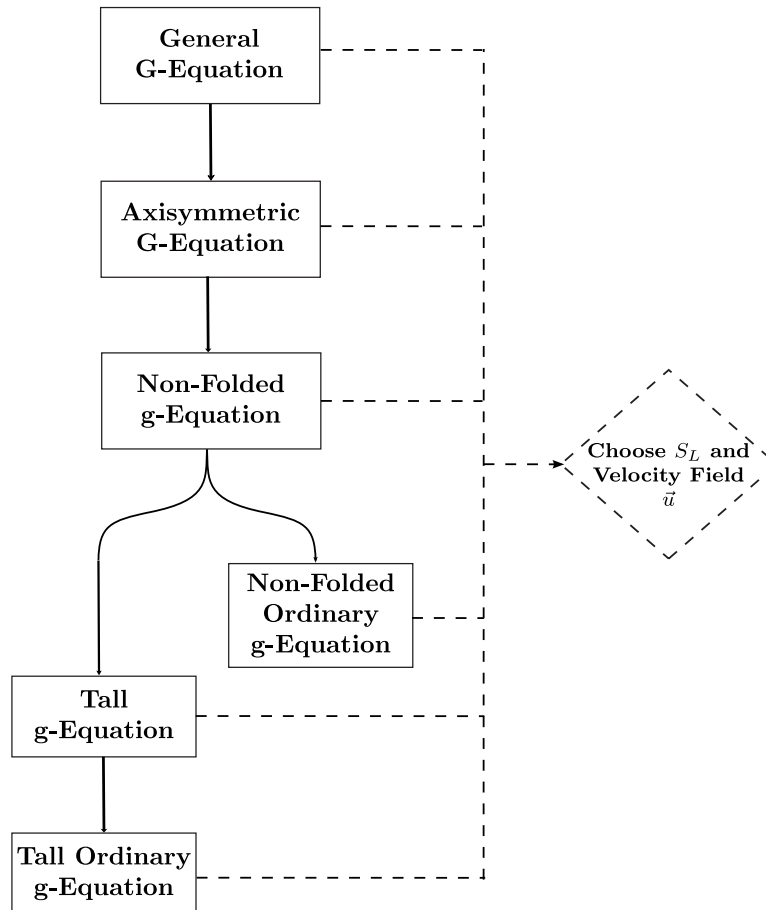 General
G-Equation
Axisymmetric
G-Equation
Non-Folded
g-Equation
Choose $S_L$ and
Velocity Field
$\vec{u}$
Non-Folded
Ordinary
g-Equation
Tall
g-Equation
Tall Ordinary
g-Equation